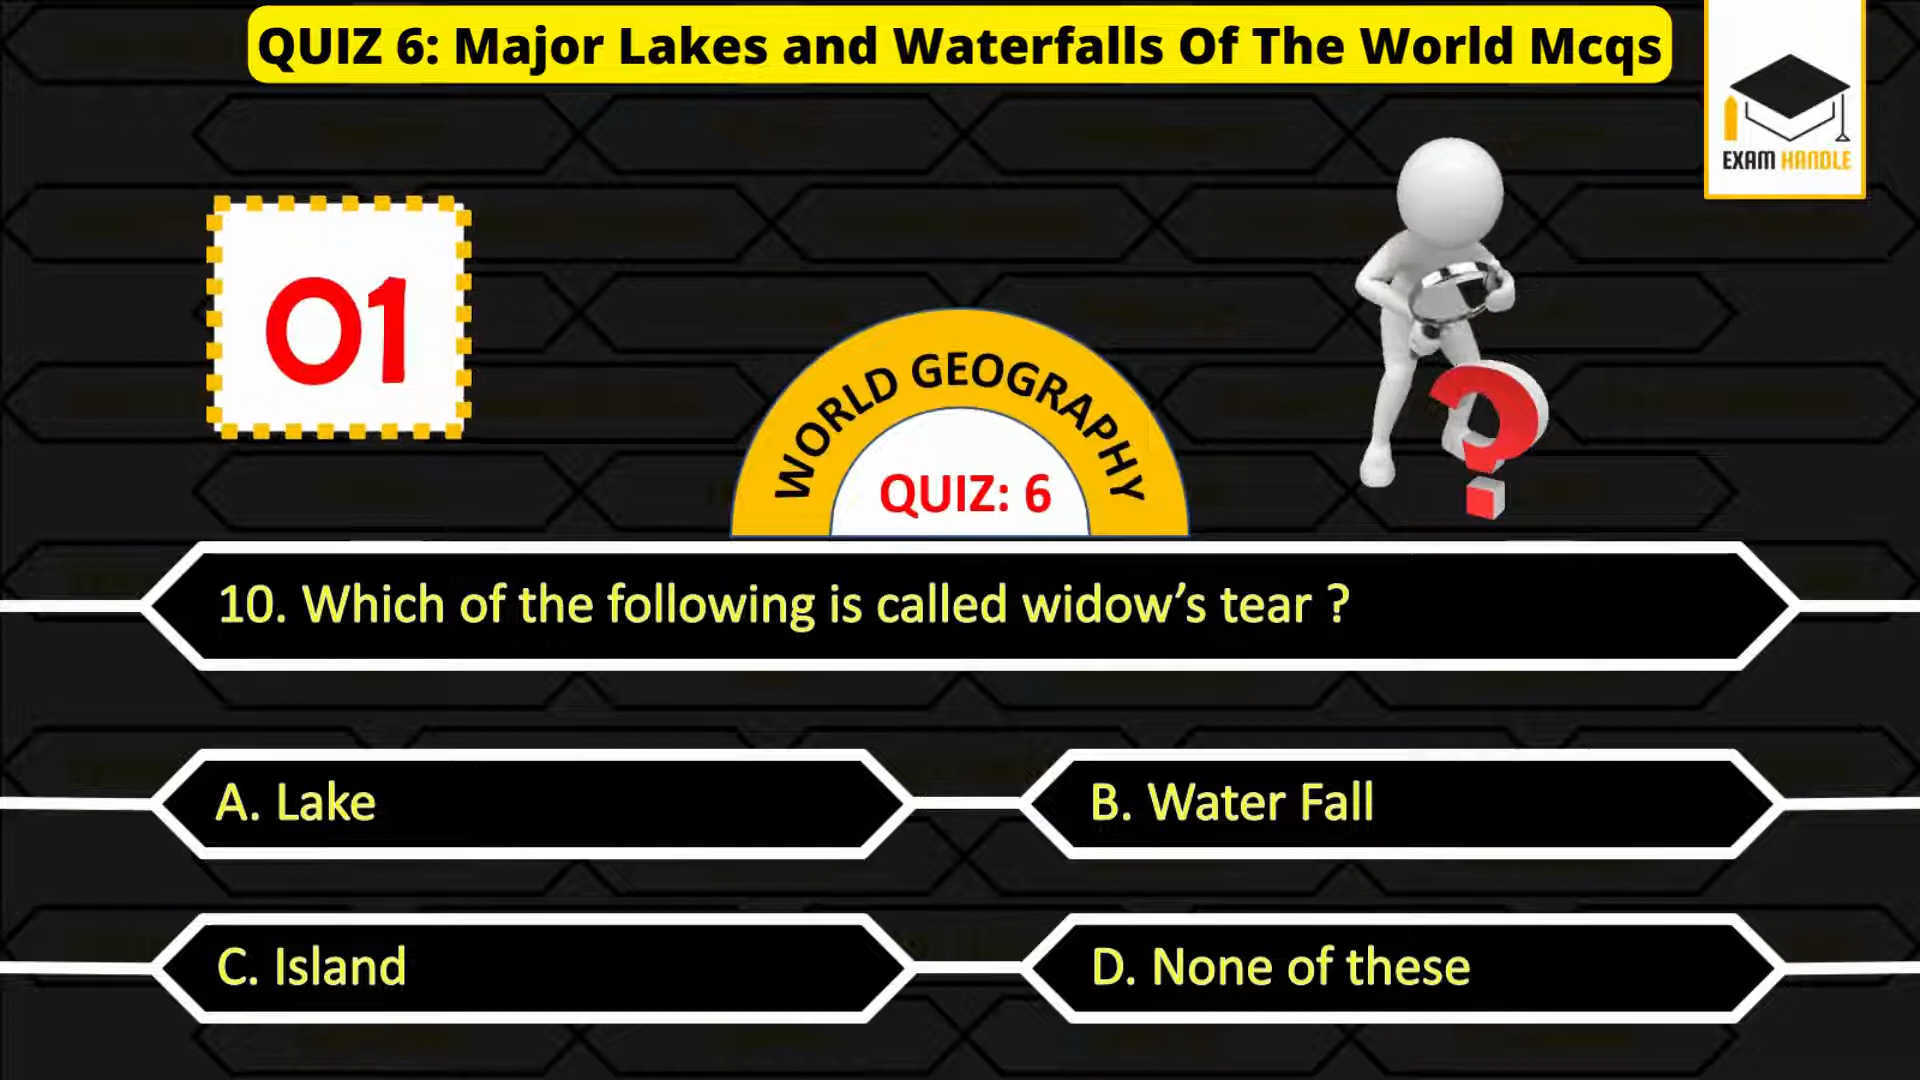 QUIZ 6: Major Lakes and Waterfalls Of The World Mcqs
EXAM HANDLE
01
WORLD GEOGRAPHY
QUIZ: 6
10. Which of the following is called widow’s tear ?
A. Lake
B. Water Fall
C. Island
D. None of these